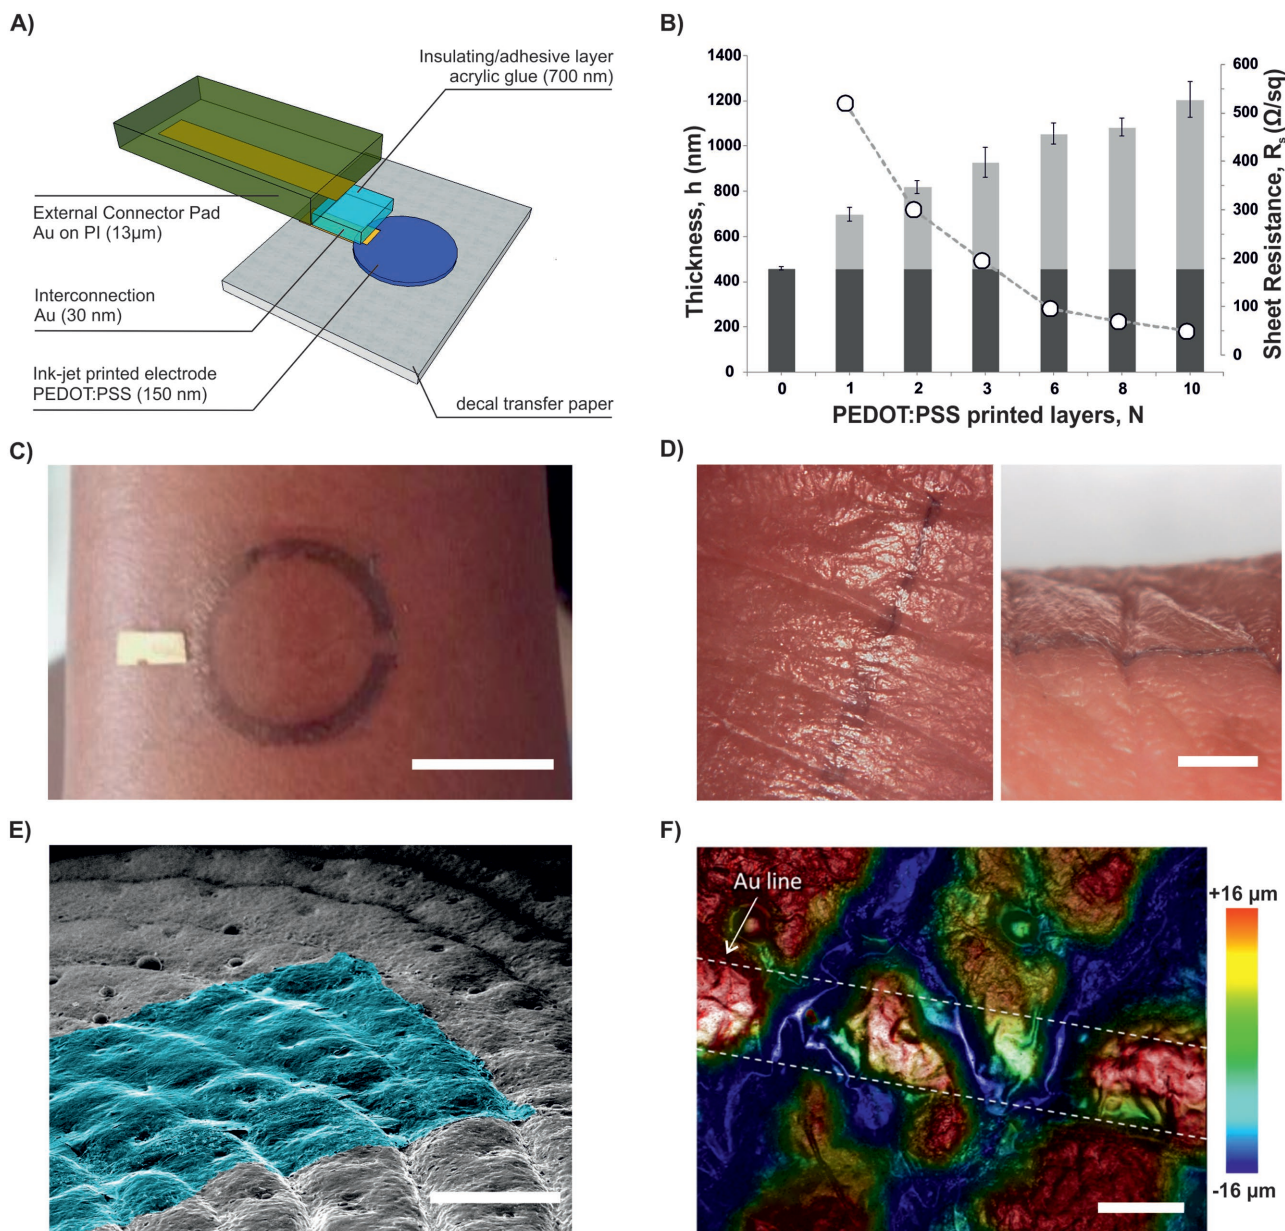 A)
Insulating/adhesive layer
acrylic glue (700 nm)
External Connector Pad
Au on PI (13µm)
Interconnection
Au (30 nm)
Ink-jet printed electrode
PEDOT:PSS (150 nm)
decal transfer paper
B)
1400
1200
1000
800
600
400
200
0
Thickness, h (nm)
600
500
400
300
200
100
0
Sheet Resistance, Rs (Ω/sq)
0 1 2 3 6 8 10
PEDOT:PSS printed layers, N
C)
D)
E)
F)
Au line
+16 µm
-16 µm